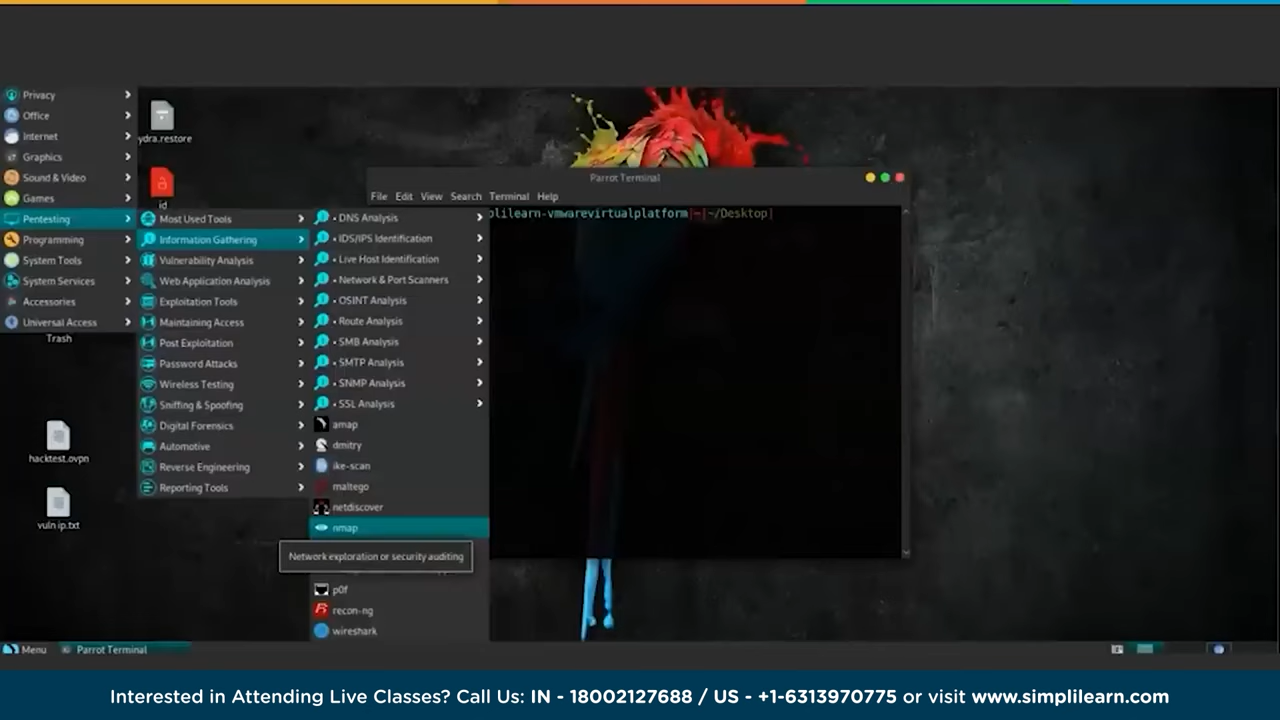 Privacy
Office
Internet
Graphics
Sound & Video
Games
Pentesting
Programming
System Tools
System Services
Accessories
Universal Access
Trash
hacktest.ovpn
vuln ip.txt
ydra.restore
id
Most Used Tools
Information Gathering
Vulnerability Analysis
Web Application Analysis
Exploitation Tools
Maintaining Access
Post Exploitation
Password Attacks
Wireless Testing
Sniffing & Spoofing
Digital Forensics
Automotive
Reverse Engineering
Reporting Tools
• DNS Analysis
• IDS/IPS Identification
• Live Host Identification
• Network & Port Scanners
• OSINT Analysis
• Route Analysis
• SMB Analysis
• SMTP Analysis
• SNMP Analysis
• SSL Analysis
amap
dmitry
ike-scan
maltego
netdiscover
nmap
Network exploration or security auditing
p0f
recon-ng
wireshark
Parrot Terminal
File Edit View Search Terminal Help
plilearn-vmwarevirtualplatform]─[~/Desktop]
Menu Parrot Terminal
Interested in Attending Live Classes? Call Us: IN - 18002127688 / US - +1-6313970775 or visit www.simplilearn.com